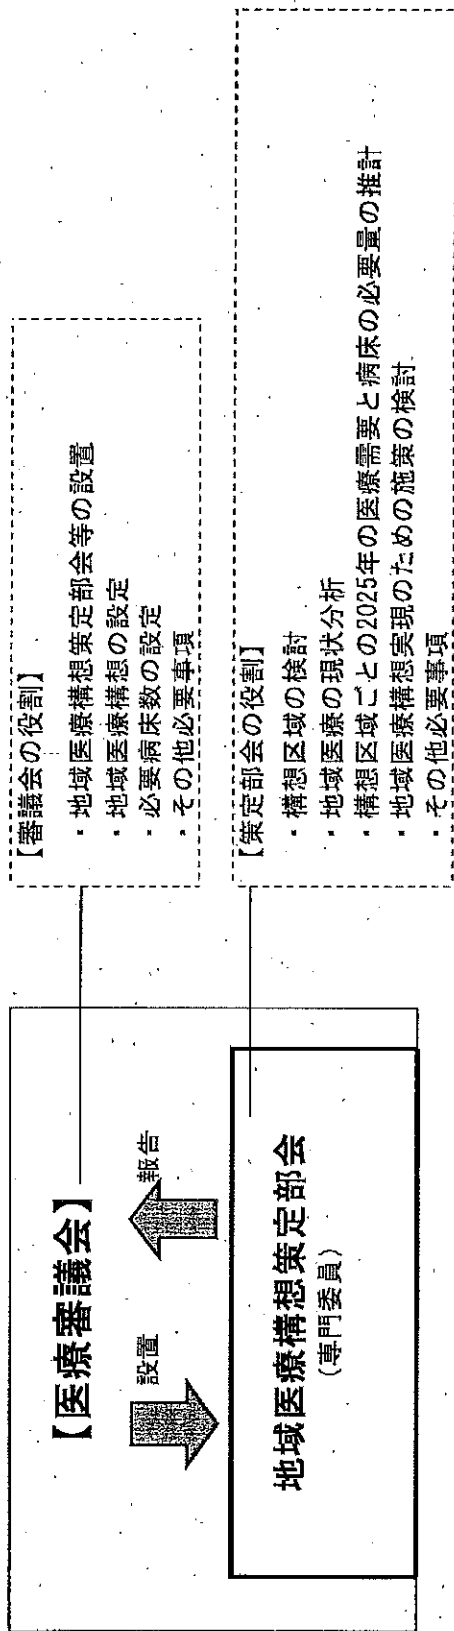 【医療審議会】
設置
報告
地域医療構想策定部会
（専門委員）
【審議会の役割】
・地域医療構想策定部会等の設置
・地域医療構想の設定
・必要病床数の設定
・その他必要事項
【策定部会の役割】
・構想区域の検討
・地域医療の現状分析
・構想区域ごとの2025年の医療需要と病床の必要量の推計
・地域医療構想実現のための施策の検討
・その他必要事項